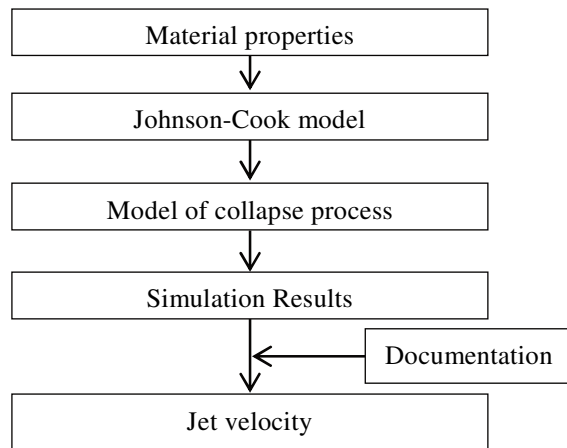 Material properties
Johnson-Cook model
Model of collapse process
Simulation Results
Documentation
Jet velocity